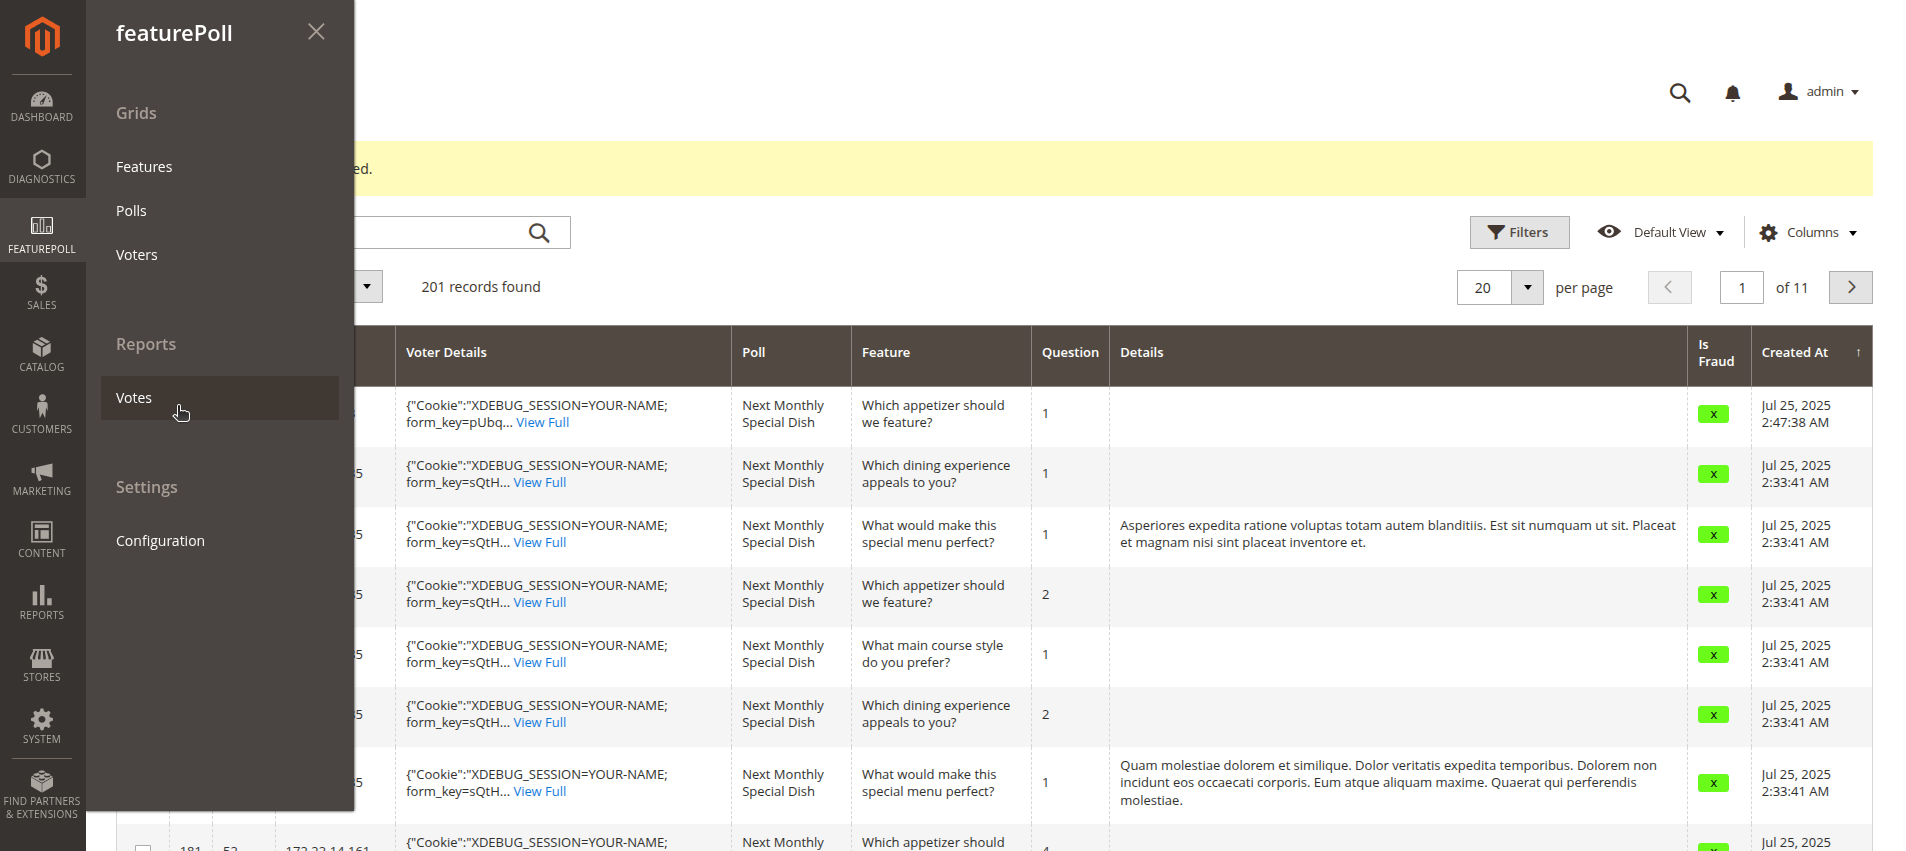 featurePoll
Grids
Features
Polls
Voters
Reports
Votes
Settings
Configuration
DASHBOARD
DIAGNOSTICS
FEATUREPOLL
SALES
CATALOG
CUSTOMERS
MARKETING
CONTENT
REPORTS
STORES
SYSTEM
FIND PARTNERS
& EXTENSIONS
admin
ed.
Filters
Default View
Columns
201 records found
20
per page
1
of 11
Voter Details
Poll
Feature
Question
Details
Is
Fraud
Created At ↑
{"Cookie":"XDEBUG_SESSION=YOUR-NAME;
form_key=pUbq... View Full
Next Monthly
Special Dish
Which appetizer should
we feature?
1
x
Jul 25, 2025
2:47:38 AM
35
{"Cookie":"XDEBUG_SESSION=YOUR-NAME;
form_key=sQtH... View Full
Next Monthly
Special Dish
Which dining experience
appeals to you?
1
x
Jul 25, 2025
2:33:41 AM
35
{"Cookie":"XDEBUG_SESSION=YOUR-NAME;
form_key=sQtH... View Full
Next Monthly
Special Dish
What would make this
special menu perfect?
1
Asperiores expedita ratione voluptas totam autem blanditiis. Est sit numquam ut sit. Placeat
et magnam nisi sint placeat inventore et.
x
Jul 25, 2025
2:33:41 AM
35
{"Cookie":"XDEBUG_SESSION=YOUR-NAME;
form_key=sQtH... View Full
Next Monthly
Special Dish
Which appetizer should
we feature?
2
x
Jul 25, 2025
2:33:41 AM
35
{"Cookie":"XDEBUG_SESSION=YOUR-NAME;
form_key=sQtH... View Full
Next Monthly
Special Dish
What main course style
do you prefer?
1
x
Jul 25, 2025
2:33:41 AM
35
{"Cookie":"XDEBUG_SESSION=YOUR-NAME;
form_key=sQtH... View Full
Next Monthly
Special Dish
Which dining experience
appeals to you?
2
x
Jul 25, 2025
2:33:41 AM
35
{"Cookie":"XDEBUG_SESSION=YOUR-NAME;
form_key=sQtH... View Full
Next Monthly
Special Dish
What would make this
special menu perfect?
1
Quam molestiae dolorem et similique. Dolor veritatis expedita temporibus. Dolorem non
incidunt eos occaecati corporis. Eum atque aliquam maxime. Quaerat qui perferendis
molestiae.
x
Jul 25, 2025
2:33:41 AM
{"Cookie":"XDEBUG_SESSION=YOUR-NAME;
Next Monthly
Which appetizer should
Jul 25, 2025